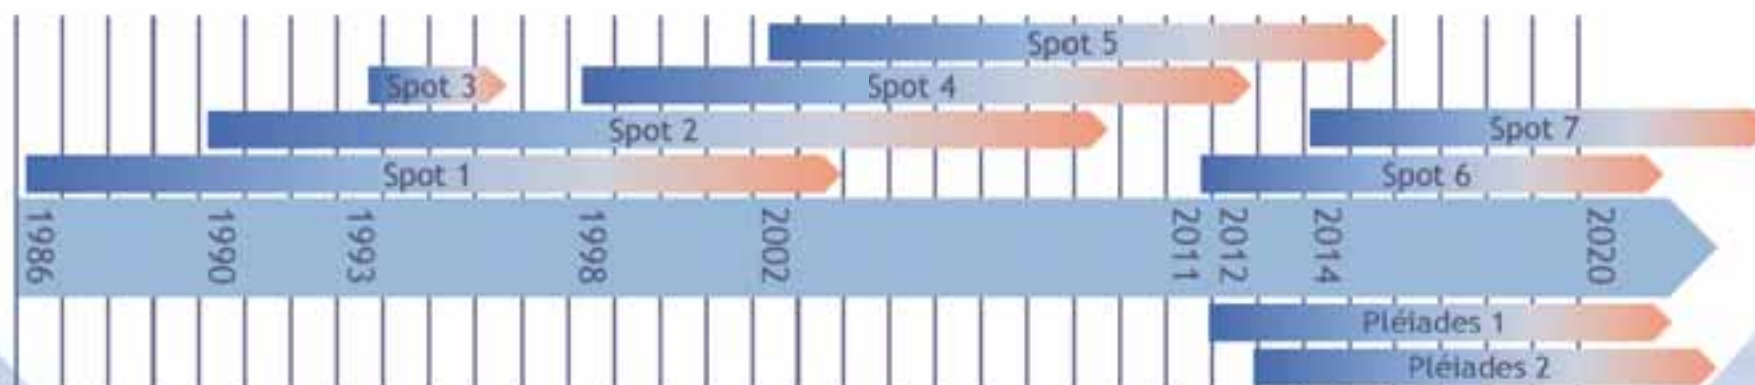 Spot 5
Spot 3
Spot 4
Spot 2
Spot 7
Spot 1
Spot 6
1986
1990
1993
1998
2002
2011
2012
2014
2020
Pléiades 1
Pléiades 2